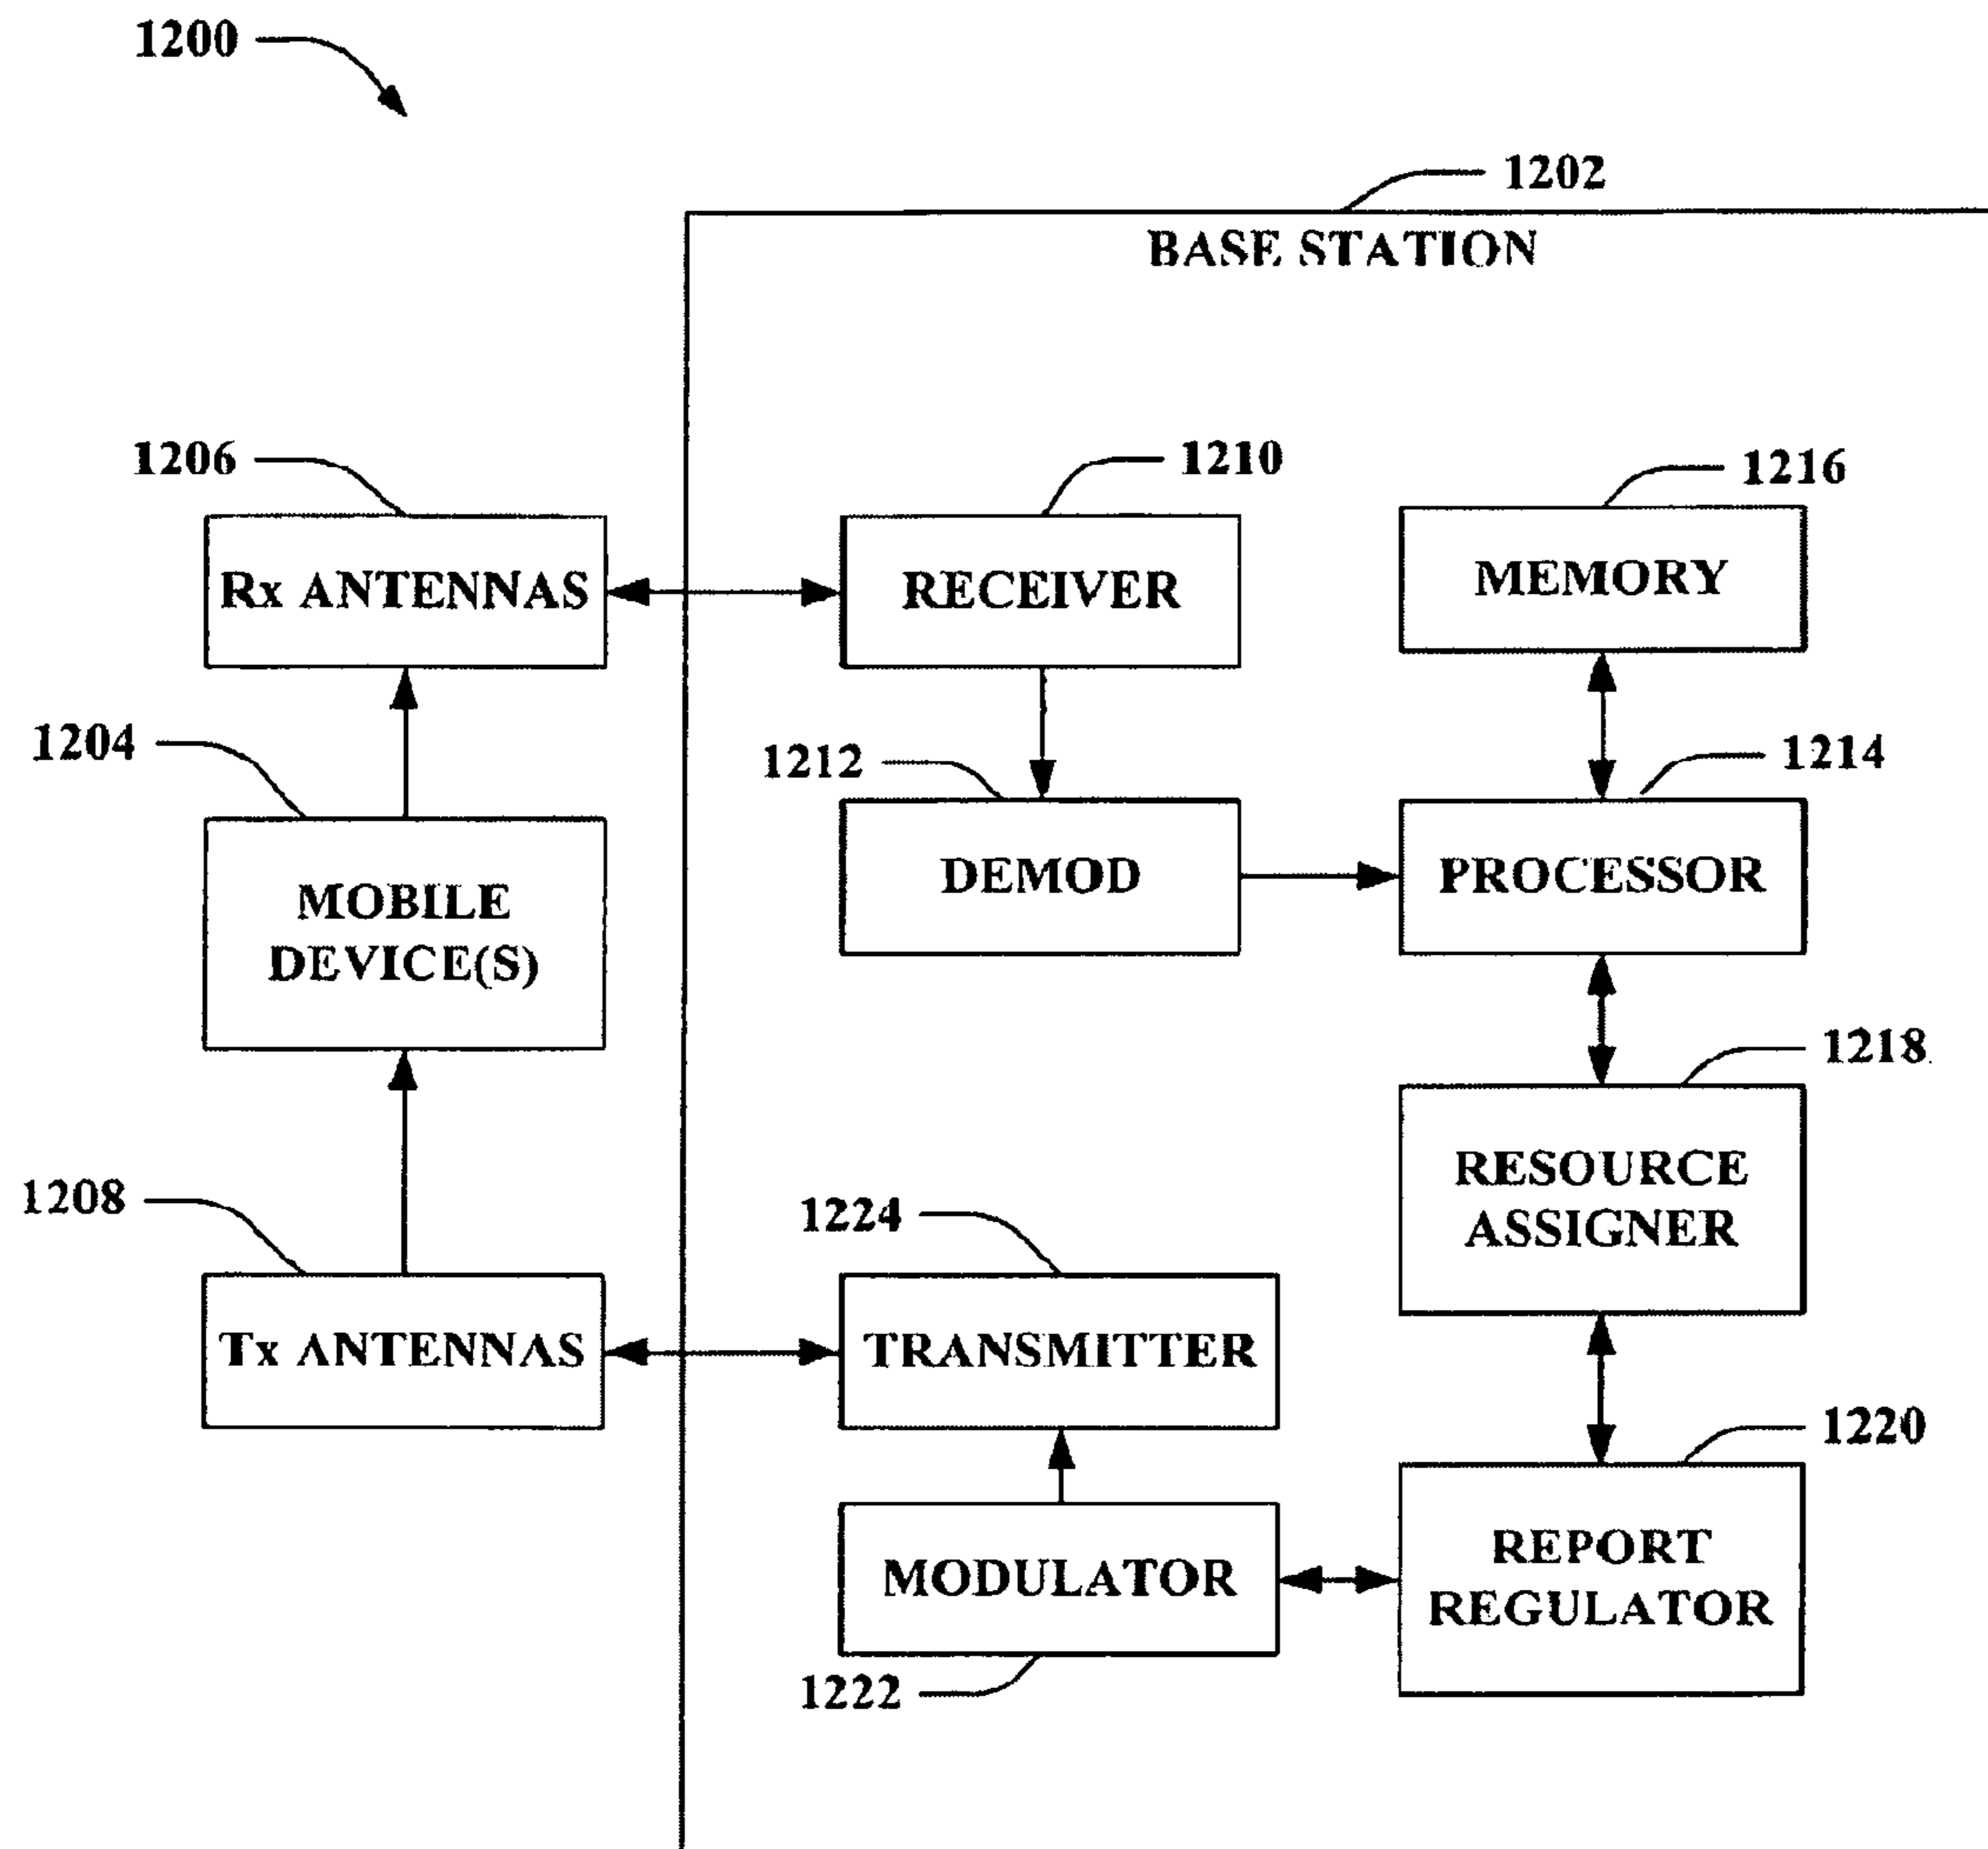 1200
1202
BASE STATION
1206
1210
1216
Rx ANTENNAS
RECEIVER
MEMORY
1204
1212
1214
MOBILE
DEVICE(S)
DEMOD
PROCESSOR
1218
1208
1224
RESOURCE
ASSIGNER
Tx ANTENNAS
TRANSMITTER
1220
MODULATOR
REPORT
REGULATOR
1222